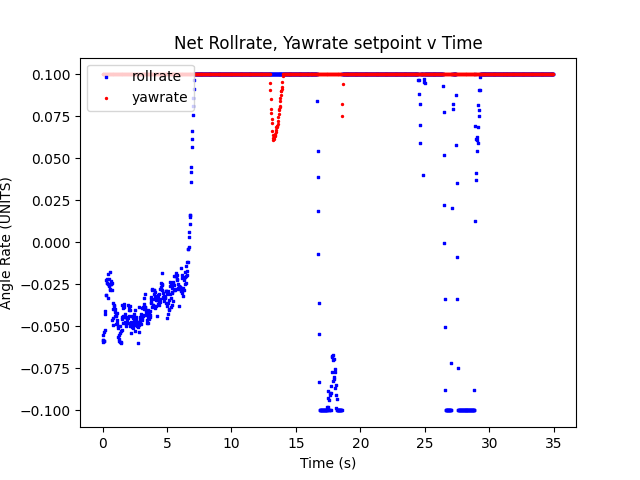 Net Rollrate, Yawrate setpoint v Time
rollrate
yawrate
Angle Rate (UNITS)
0.100
0.075
0.050
0.025
0.000
−0.025
−0.050
−0.075
−0.100
0 5 10 15 20 25 30 35
Time (s)